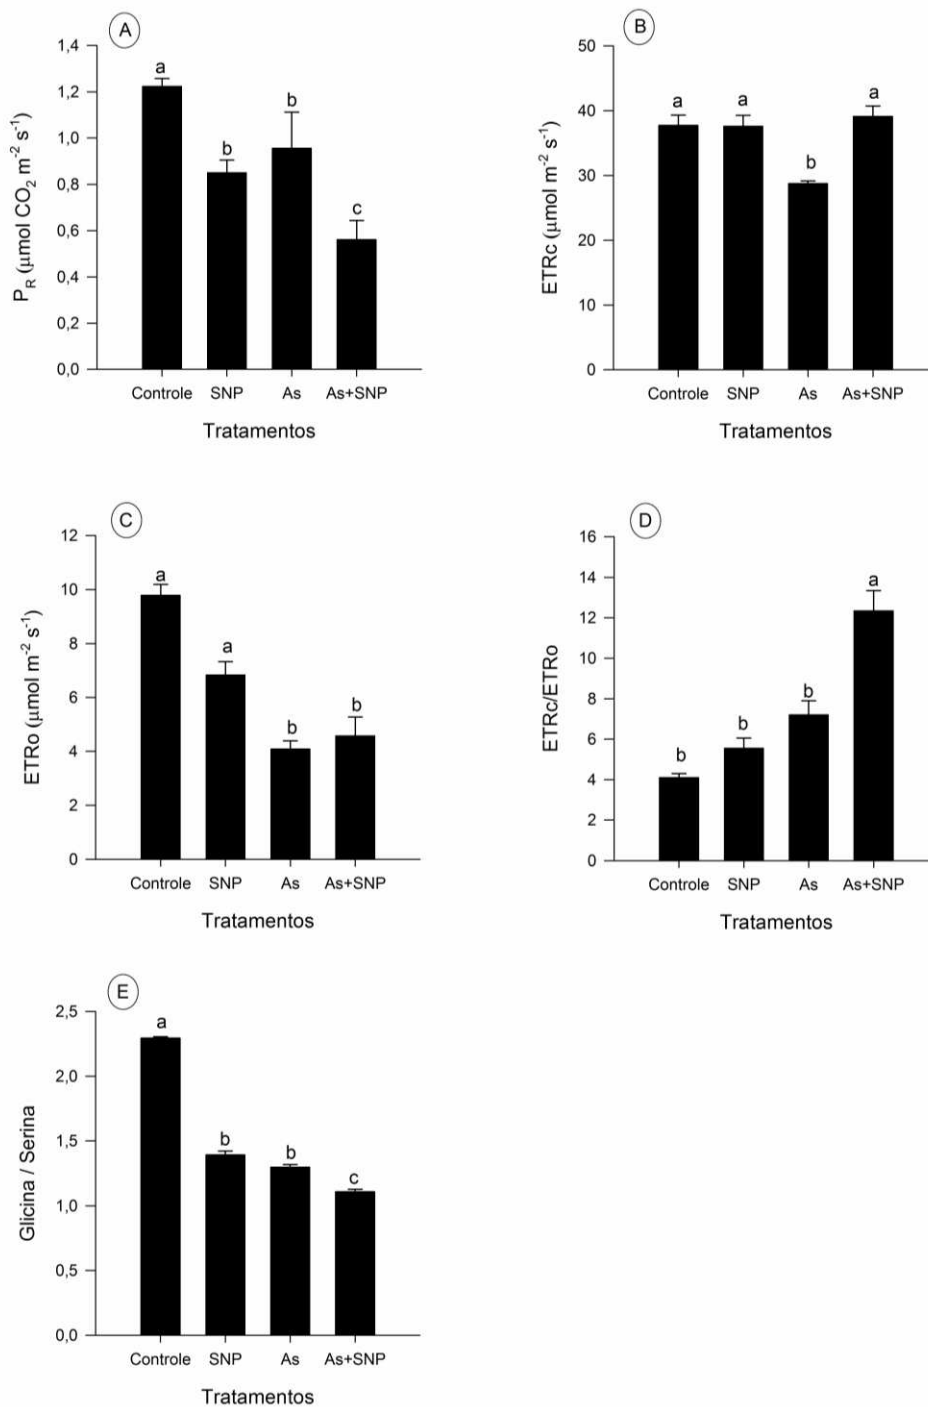 A
a
b
b
c
P_R (μmol CO₂ m⁻² s⁻¹)
1,4
1,2
1,0
0,8
0,6
0,4
0,2
0,0
Controle SNP As As+SNP
Tratamentos
B
a
a
b
a
ETRc (μmol m⁻² s⁻¹)
50
40
30
20
10
0
Controle SNP As As+SNP
Tratamentos
C
a
a
b
b
ETRo (μmol m⁻² s⁻¹)
12
10
8
6
4
2
0
Controle SNP As As+SNP
Tratamentos
D
b
b
b
a
ETRc/ETRo
16
14
12
10
8
6
4
2
0
Controle SNP As As+SNP
Tratamentos
E
a
b
b
c
Glicina / Serina
2,5
2,0
1,5
1,0
0,5
0,0
Controle SNP As As+SNP
Tratamentos